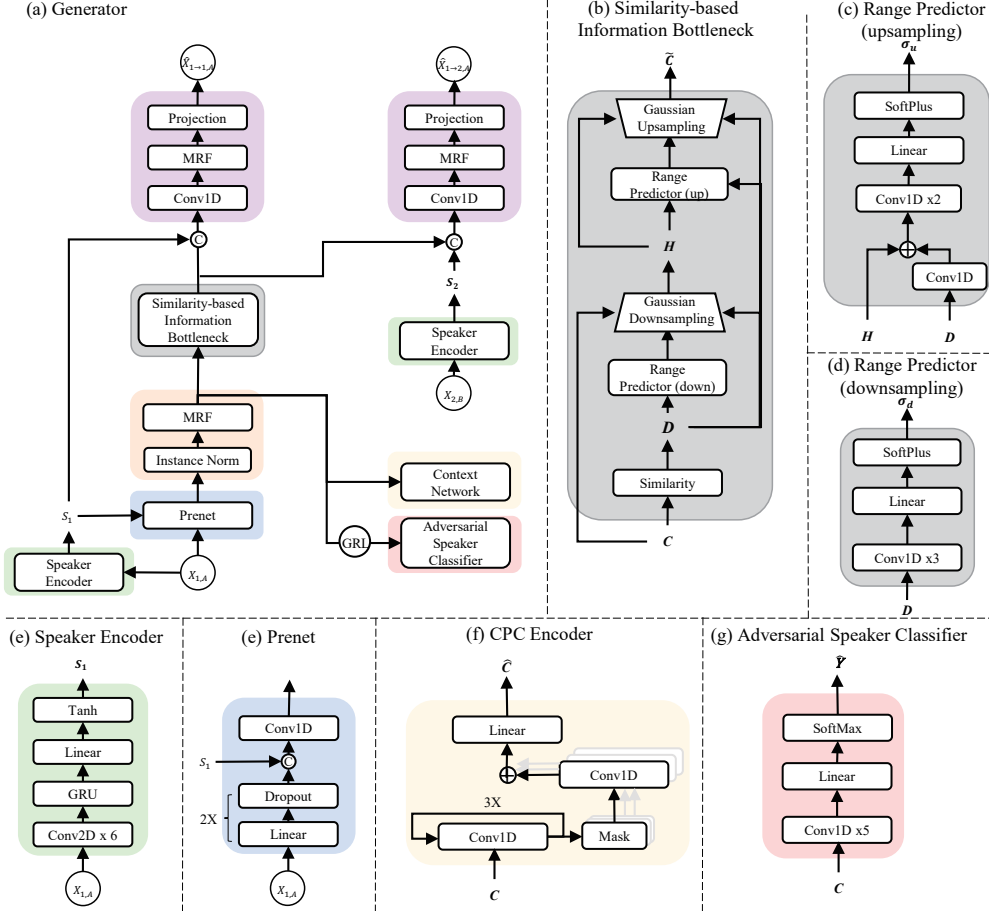 (a) Generator
X̂1→1,A
X̂1→2,A
Projection
MRF
Conv1D
C
Projection
MRF
Conv1D
C
S2
Speaker
Encoder
X2,B
Similarity-based
Information
Bottleneck
MRF
Instance Norm
Prenet
S1
Speaker
Encoder
X1,A
Context
Network
GRL
Adversarial
Speaker
Classifier
(b) Similarity-based
Information Bottleneck
C̃
Gaussian
Upsampling
Range
Predictor (up)
H
Gaussian
Downsampling
Range
Predictor (down)
D
Similarity
C
(c) Range Predictor
(upsampling)
σu
SoftPlus
Linear
Conv1D x2
Conv1D
H
D
(d) Range Predictor
(downsampling)
σd
SoftPlus
Linear
Conv1D x3
D
(e) Speaker Encoder
S1
Tanh
Linear
GRU
Conv2D x 6
X1,A
(e) Prenet
Conv1D
S1
C
Dropout
2X
Linear
X1,A
(f) CPC Encoder
Ĉ
Linear
Conv1D
3X
Conv1D
Mask
C
(g) Adversarial Speaker Classifier
Ŷ
SoftMax
Linear
Conv1D x5
C